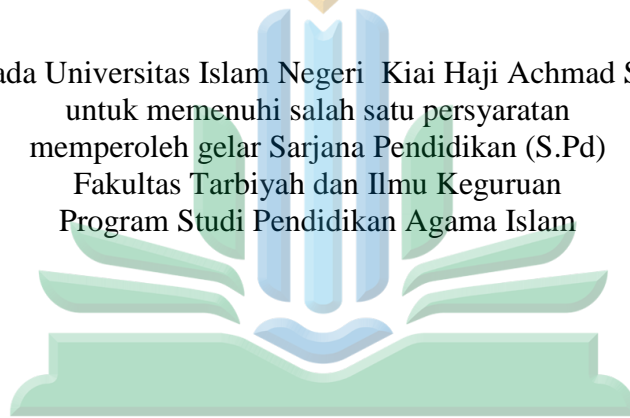 ada Universitas Islam Negeri Kiai Haji Achmad S
untuk memenuhi salah satu persyaratan
memperoleh gelar Sarjana Pendidikan (S.Pd)
Fakultas Tarbiyah dan Ilmu Keguruan
Program Studi Pendidikan Agama Islam